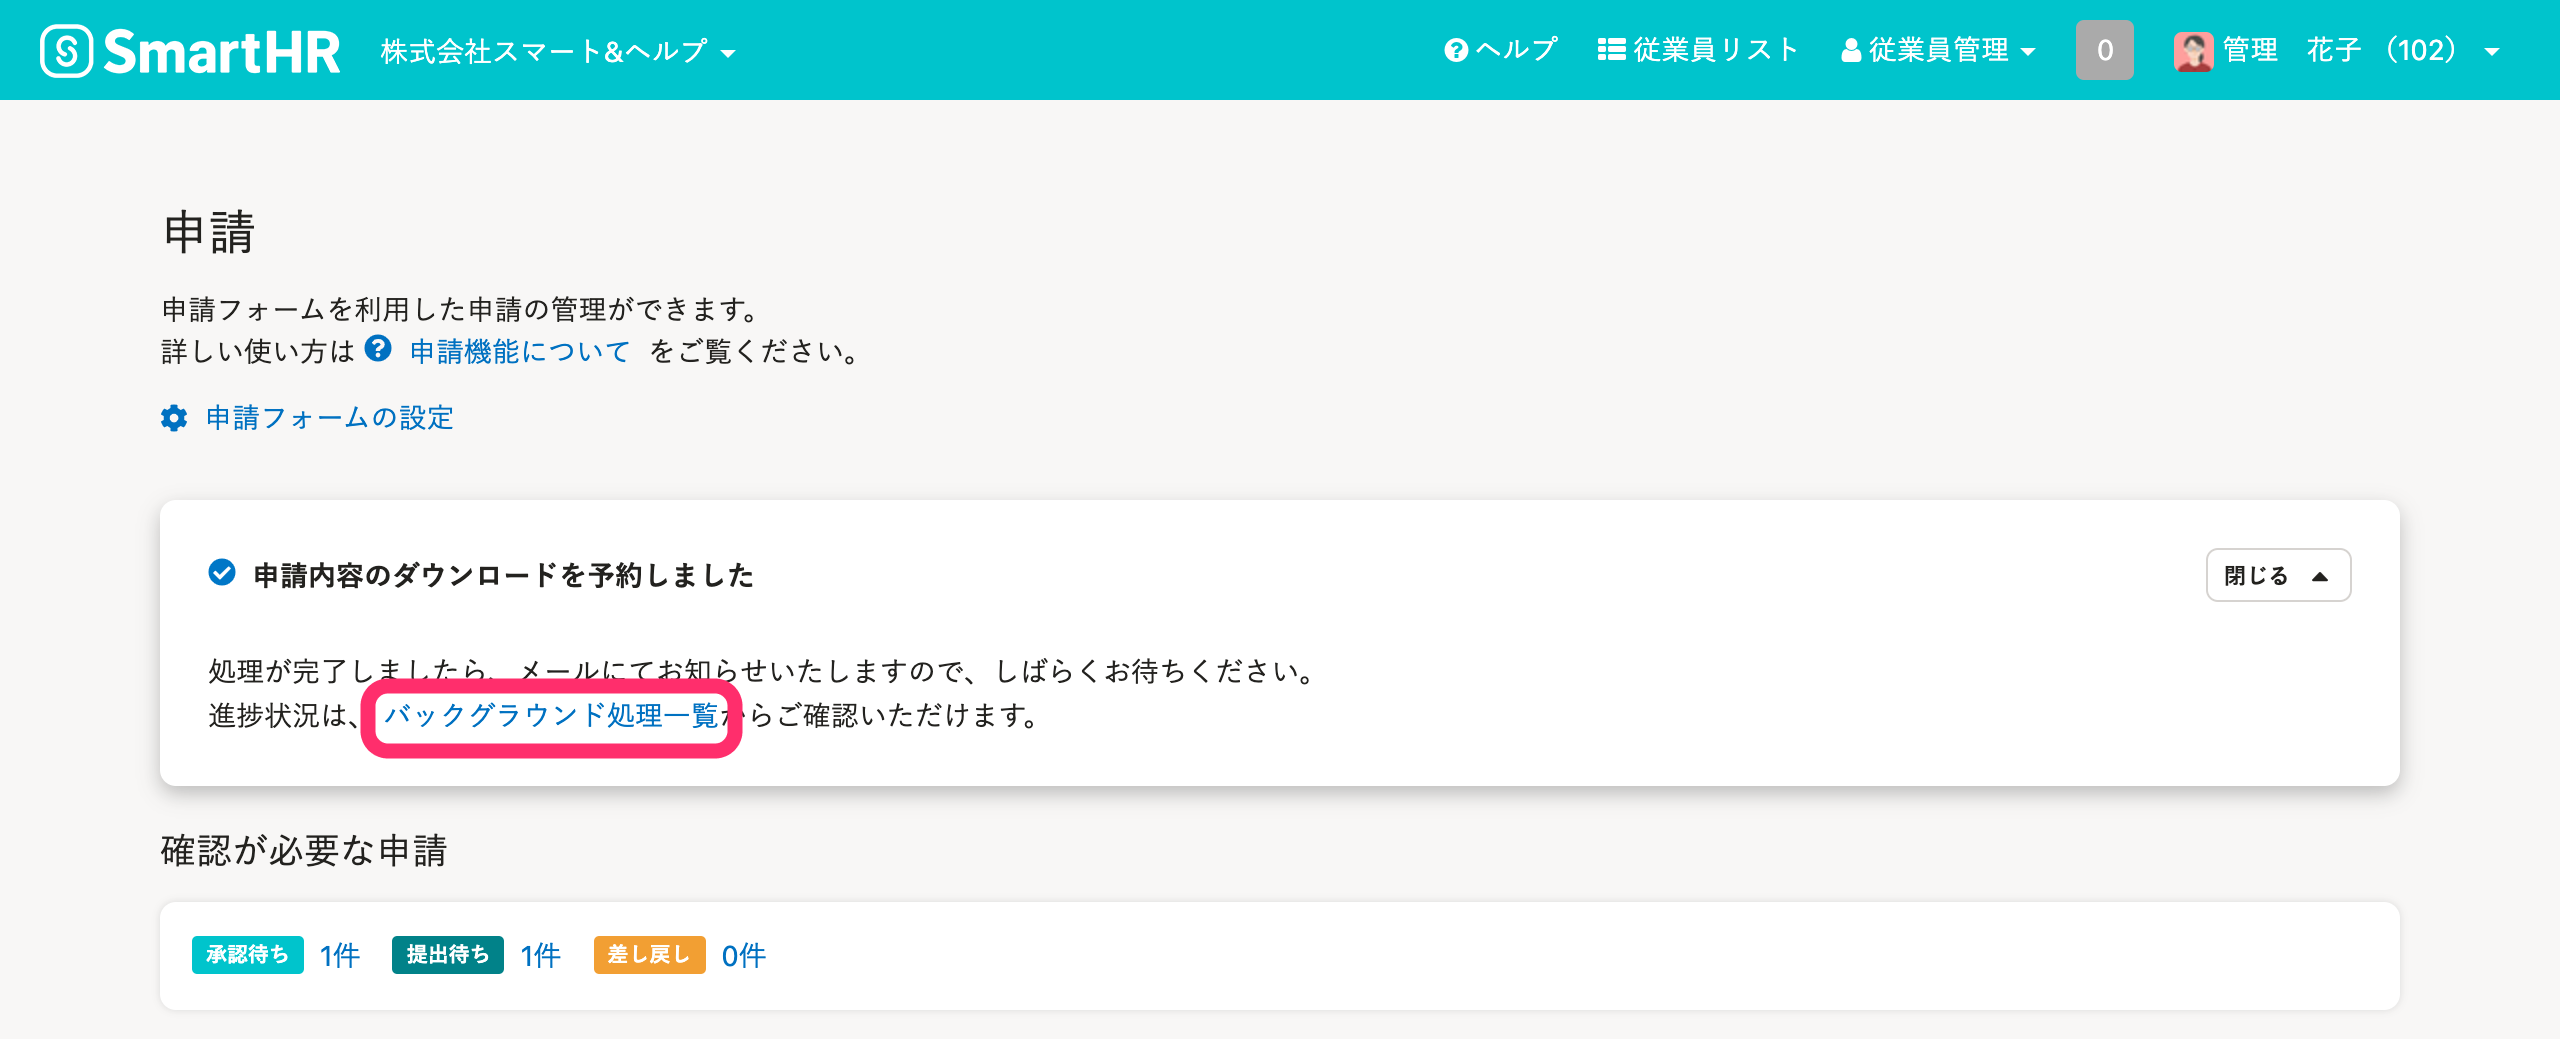 SmartHR 株式会社スマート&ヘルプ ヘルプ 従業員リスト 従業員管理 0 管理 花子 （102）
申請
申請フォームを利用した申請の管理ができます。
詳しい使い方は 申請機能について をご覧ください。
申請フォームの設定
申請内容のダウンロードを予約しました 閉じる
処理が完了しましたら、メールにてお知らせいたしますので、しばらくお待ちください。
進捗状況は、バックグラウンド処理一覧からご確認いただけます。
確認が必要な申請
承認待ち 1件 提出待ち 1件 差し戻し 0件